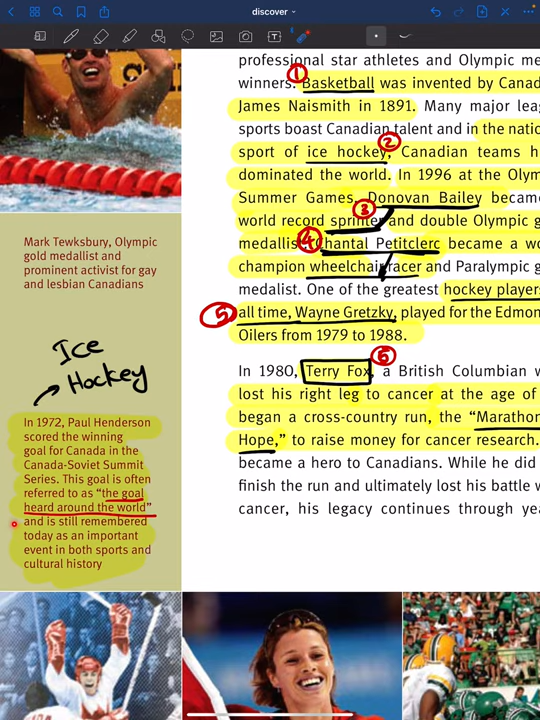 discover
professional star athletes and Olympic me
winners. Basketball was invented by Canad
James Naismith in 1891. Many major leag
sports boast Canadian talent and in the natio
sport of ice hockey, Canadian teams h
dominated the world. In 1996 at the Olym
Summer Games, Donovan Bailey became
world record sprinter and double Olympic g
medallist. Chantal Petitclerc became a wo
champion wheelchair racer and Paralympic g
medalist. One of the greatest hockey players
all time, Wayne Gretzky, played for the Edmon
Oilers from 1979 to 1988.
In 1980, Terry Fox, a British Columbian w
lost his right leg to cancer at the age of
began a cross-country run, the “Marathon
Hope,” to raise money for cancer research.
became a hero to Canadians. While he did
finish the run and ultimately lost his battle w
cancer, his legacy continues through yea
1
2
3
4
5
6
Mark Tewksbury, Olympic
gold medallist and
prominent activist for gay
and lesbian Canadians
Ice
Hockey
In 1972, Paul Henderson
scored the winning
goal for Canada in the
Canada-Soviet Summit
Series. This goal is often
referred to as “the goal
heard around the world”
and is still remembered
today as an important
event in both sports and
cultural history